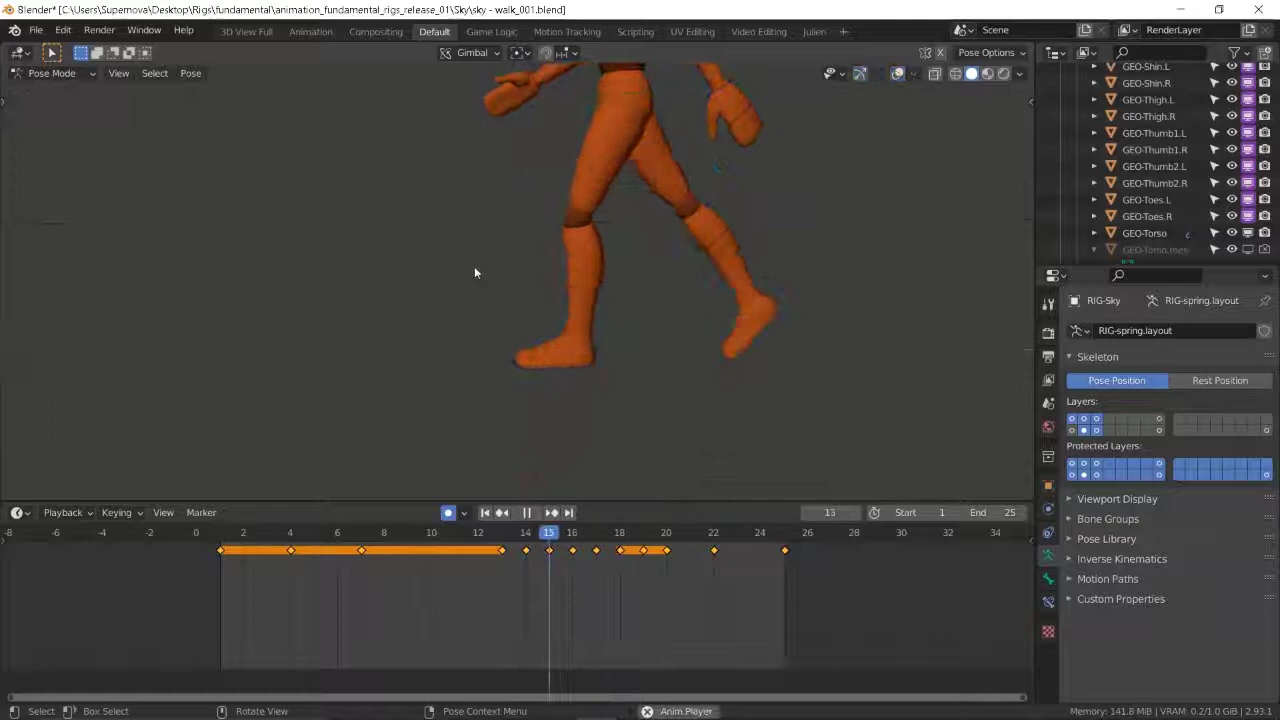 Blender* [C:\Users\Supernova\Desktop\Rigs\fundamental\animation_fundamental_rigs_release_01\Sky\sky - walk_001.blend]
File Edit Render Window Help 3D View Full Animation Compositing Default Game Logic Motion Tracking Scripting UV Editing Video Editing Julien + Scene RenderLayer
Gimbal X Pose Options
Pose Mode View Select Pose
GEO-Shin.L
GEO-Shin.R
GEO-Thigh.L
GEO-Thigh.R
GEO-Thumb1.L
GEO-Thumb1.R
GEO-Thumb2.L
GEO-Thumb2.R
GEO-Toes.L
GEO-Toes.R
GEO-Torso
GEO-Torso.mes
RIG-Sky RIG-spring.layout
RIG-spring.layout
Skeleton
Pose Position Rest Position
Layers:
Protected Layers:
Viewport Display
Bone Groups
Pose Library
Inverse Kinematics
Motion Paths
Custom Properties
Playback Keying View Marker Start 1 End 25
-8 -6 -4 -2 0 2 4 6 8 10 12 14 15 16 18 20 22 24 26 28 30 32 34
Select Box Select Rotate View Pose Context Menu Anim Player Memory: 141.8 MiB | VRAM: 0.2/1.0 GiB | 2.93.1